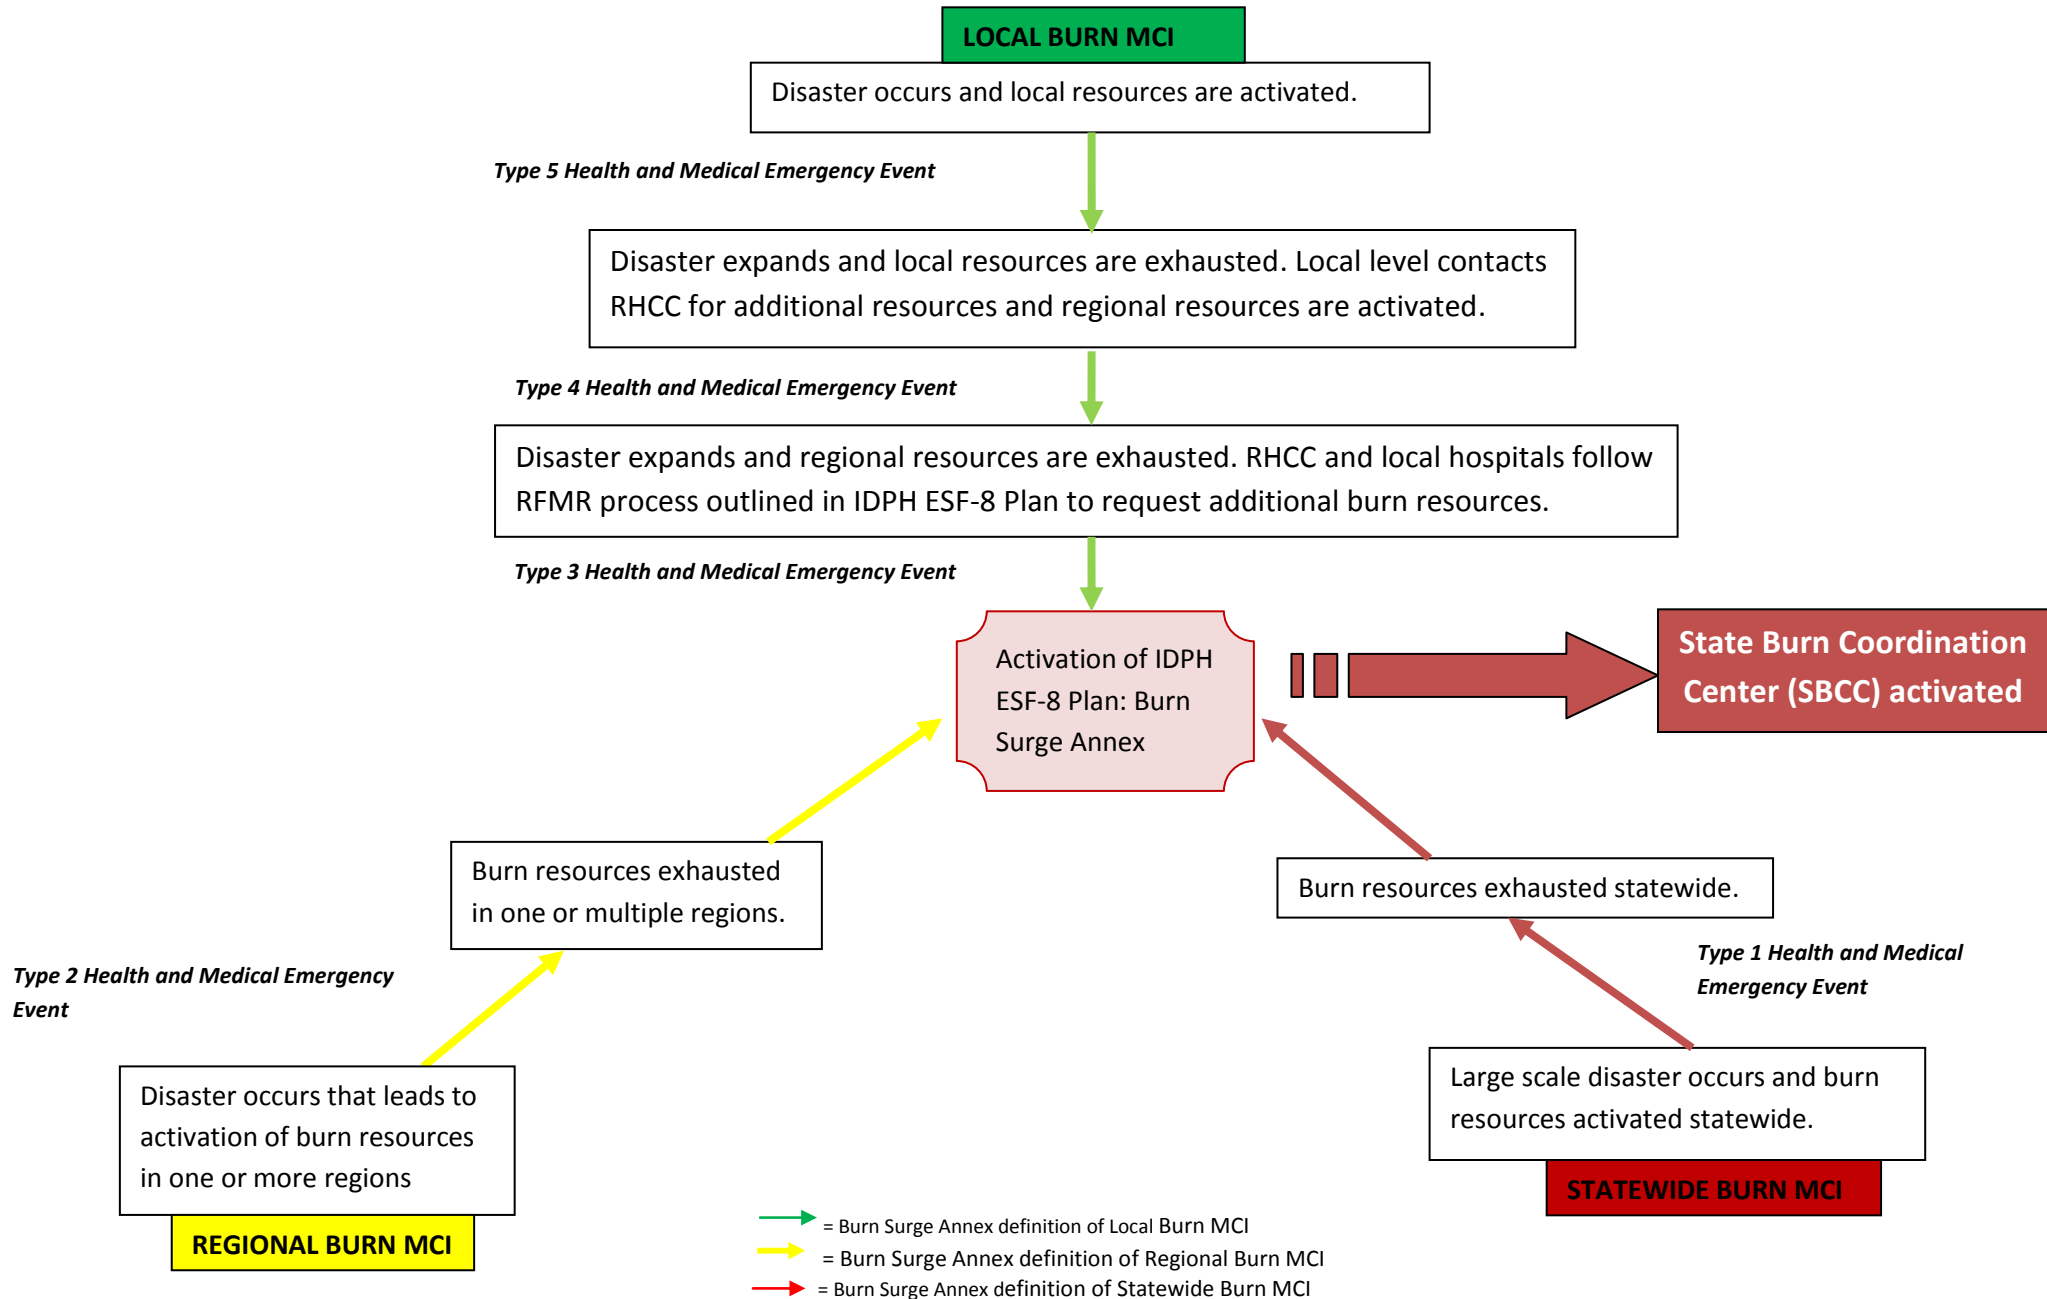 LOCAL BURN MCI
Disaster occurs and local resources are activated.
Type 5 Health and Medical Emergency Event
Disaster expands and local resources are exhausted. Local level contacts
RHCC for additional resources and regional resources are activated.
Type 4 Health and Medical Emergency Event
Disaster expands and regional resources are exhausted. RHCC and local hospitals follow
RFMR process outlined in IDPH ESF-8 Plan to request additional burn resources.
Type 3 Health and Medical Emergency Event
Activation of IDPH
ESF-8 Plan: Burn
Surge Annex
State Burn Coordination
Center (SBCC) activated
Burn resources exhausted
in one or multiple regions.
Burn resources exhausted statewide.
Type 2 Health and Medical Emergency
Event
Type 1 Health and Medical
Emergency Event
Disaster occurs that leads to
activation of burn resources
in one or more regions
REGIONAL BURN MCI
Large scale disaster occurs and burn
resources activated statewide.
STATEWIDE BURN MCI
= Burn Surge Annex definition of Local Burn MCI
= Burn Surge Annex definition of Regional Burn MCI
= Burn Surge Annex definition of Statewide Burn MCI